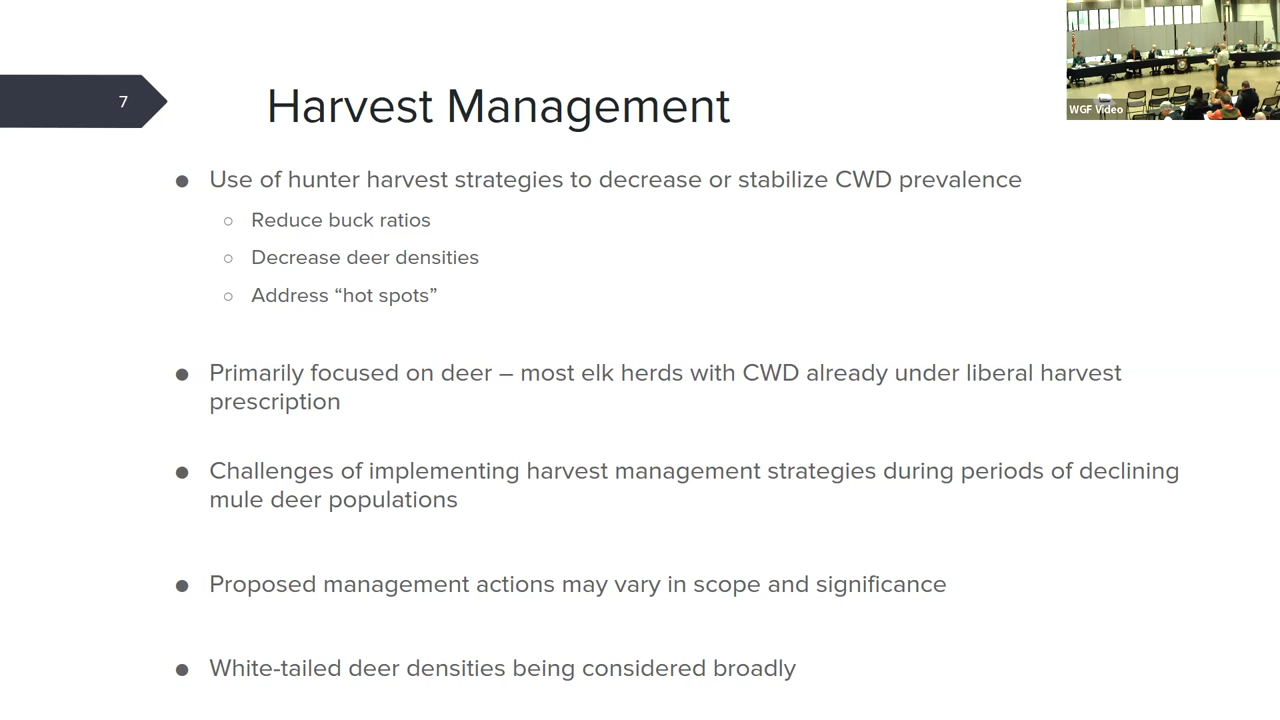 7
Harvest Management
WGF Video
● Use of hunter harvest strategies to decrease or stabilize CWD prevalence
○ Reduce buck ratios
○ Decrease deer densities
○ Address “hot spots”
● Primarily focused on deer – most elk herds with CWD already under liberal harvest
prescription
● Challenges of implementing harvest management strategies during periods of declining
mule deer populations
● Proposed management actions may vary in scope and significance
● White-tailed deer densities being considered broadly